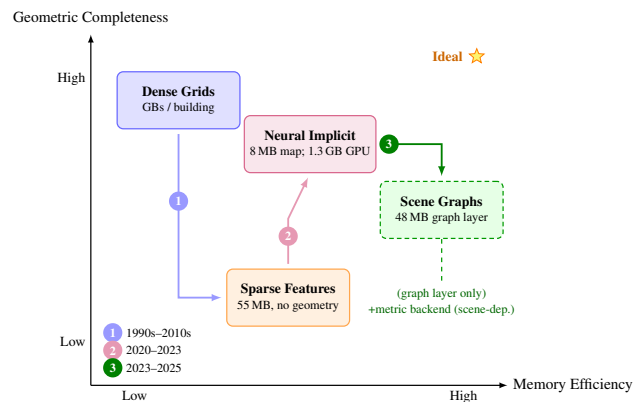 Geometric Completeness
Ideal
High
Dense Grids
GBs / building
Neural Implicit
8 MB map; 1.3 GB GPU
3
Scene Graphs
48 MB graph layer
1
2
Sparse Features
55 MB, no geometry
(graph layer only)
+metric backend (scene-dep.)
Low
1 1990s–2010s
2 2020–2023
3 2023–2025
Memory Efficiency
Low
High